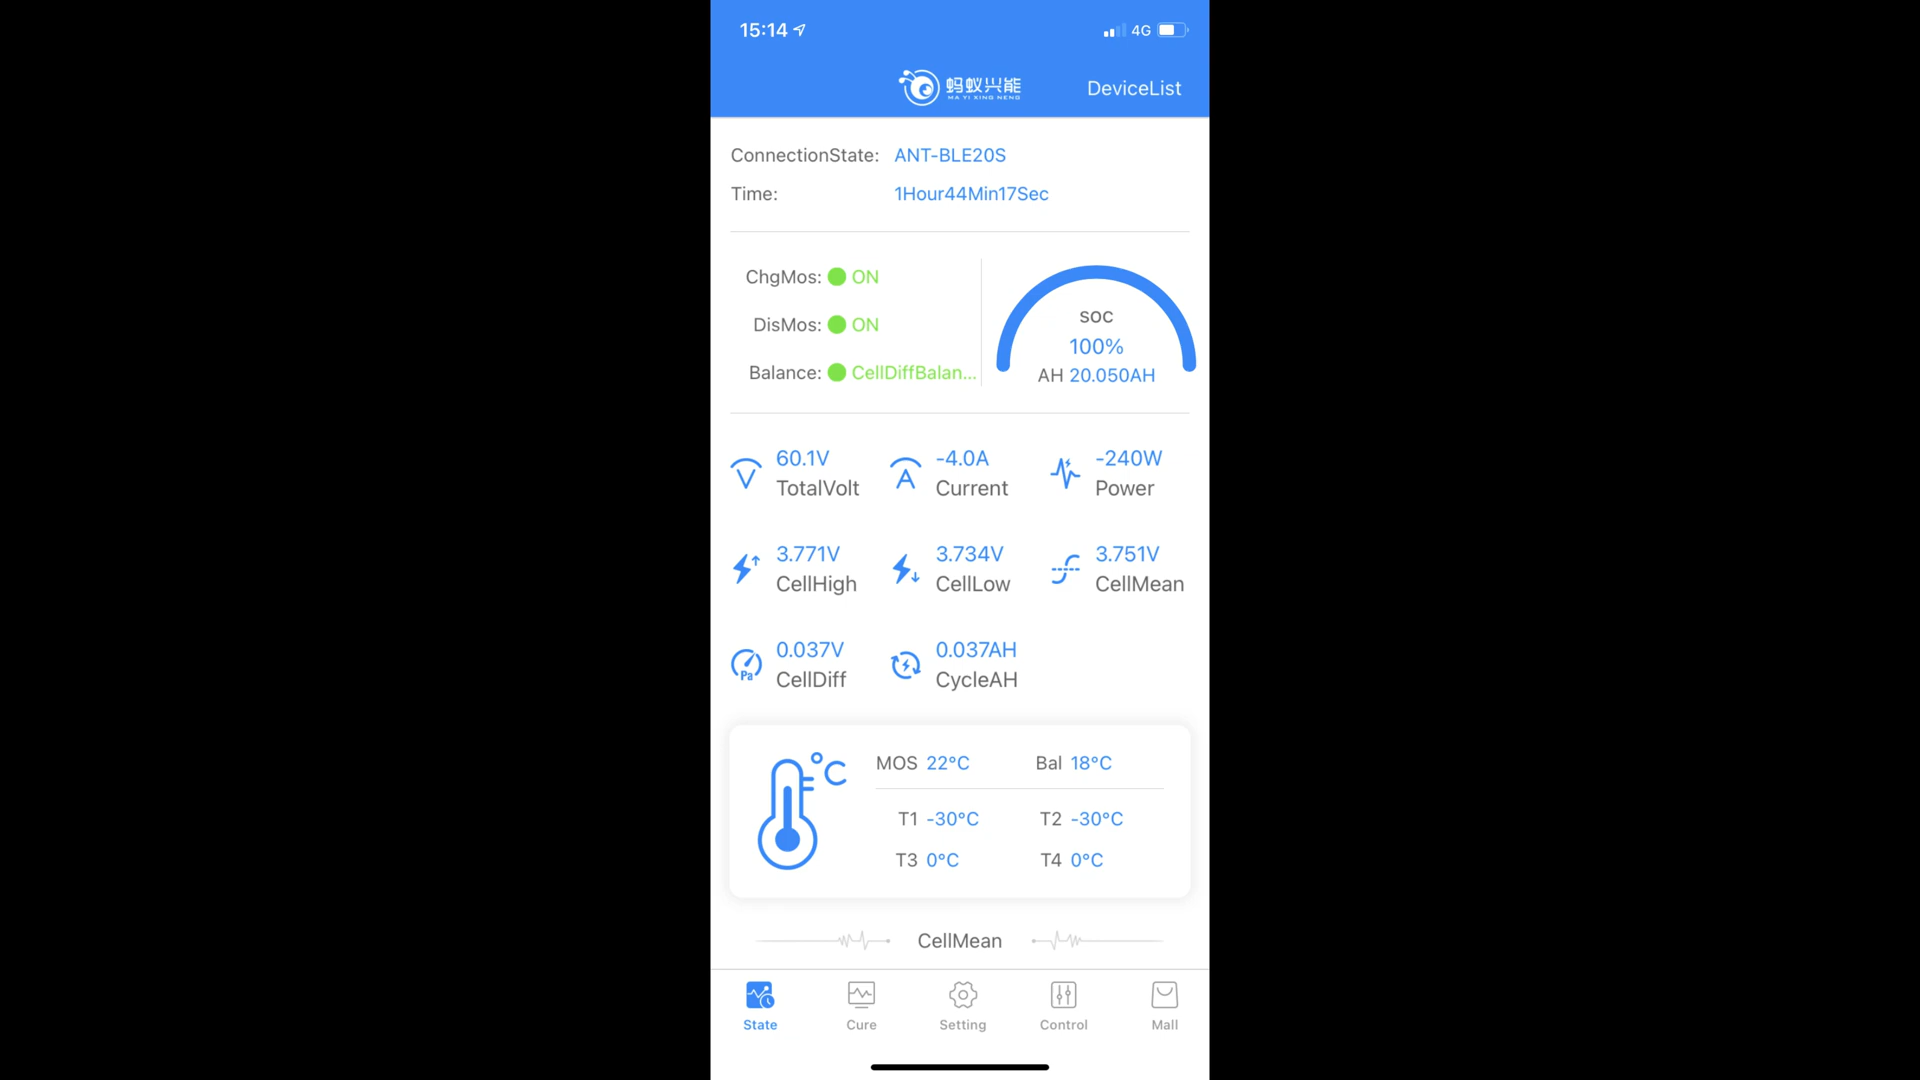 15:14
4G
蚂蚁兴能
MA YI XING NENG
DeviceList
ConnectionState: ANT-BLE20S
Time: 1Hour44Min17Sec
ChgMos: ON
DisMos: ON
Balance: CellDiffBalan...
SOC
100%
AH 20.050AH
60.1V
TotalVolt
-4.0A
Current
-240W
Power
3.771V
CellHigh
3.734V
CellLow
3.751V
CellMean
0.037V
CellDiff
0.037AH
CycleAH
°C
Pa
MOS 22°C Bal 18°C
T1 -30°C T2 -30°C
T3 0°C T4 0°C
CellMean
State
Cure
Setting
Control
Mall